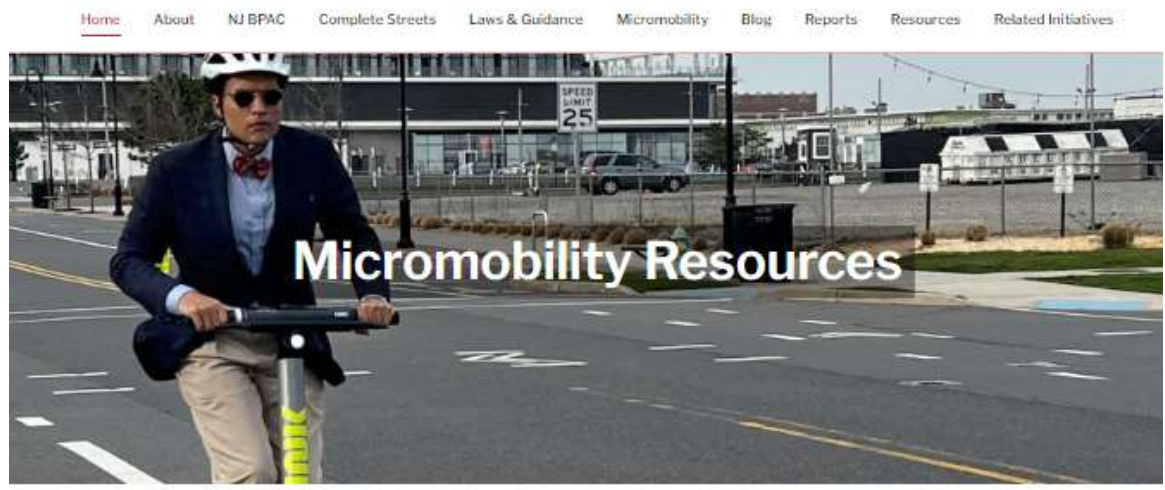 Home About NJ BPAC Complete Streets Laws & Guidance Micromobility Blog Reports Resources Related Initiatives
SPEED
LIMIT
25
Micromobility Resources